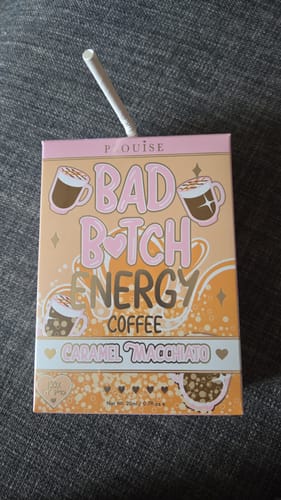 P.LOUISE
BAD
B♥TCH
ENERGY
COFFEE
CARAMEL MACCHIATO